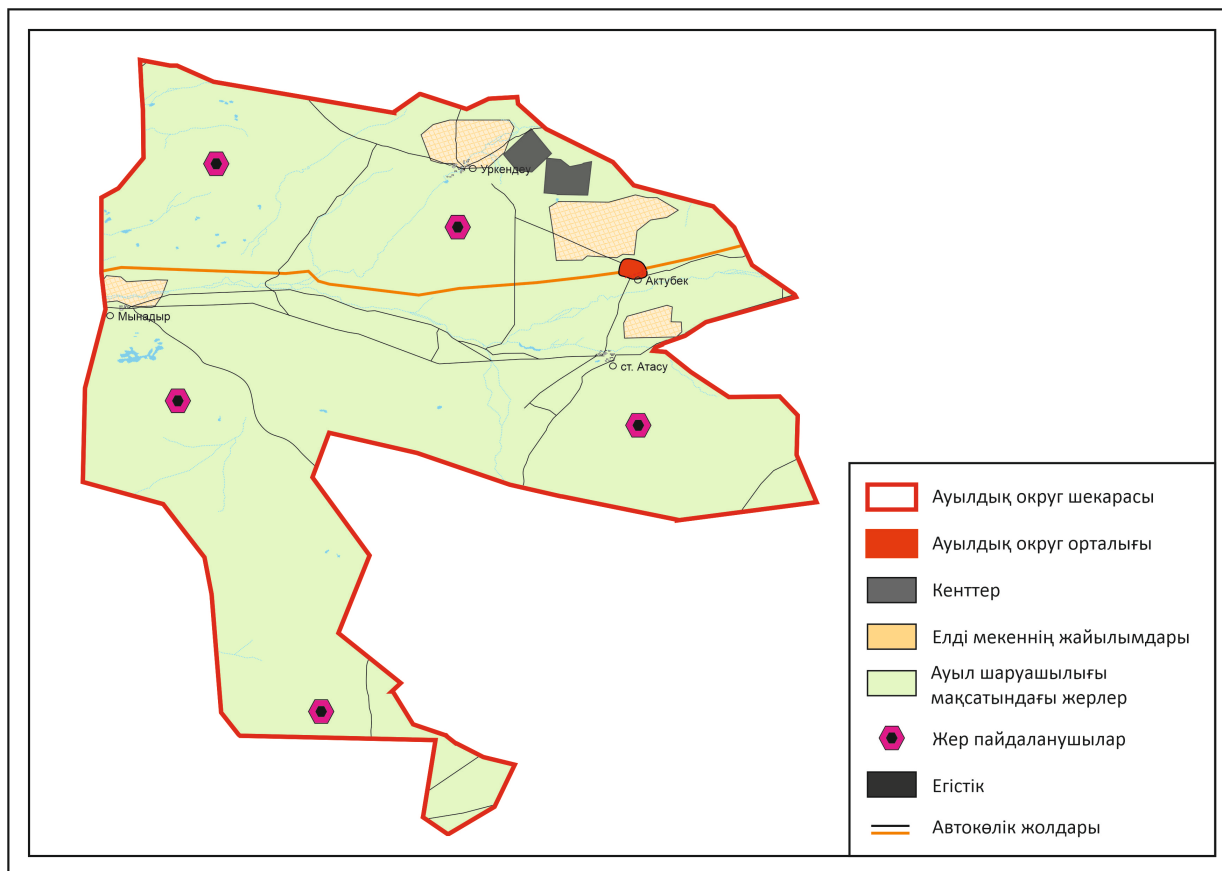 Уркендеу
Актубек
Мынадыр
ст. Атасу
Ауылдық округ шекарасы
Ауылдық округ орталығы
Кенттер
Елді мекеннің жайылымдары
Ауыл шаруашылығы
мақсатындағы жерлер
Жер пайдаланушылар
Егістік
Автокөлік жолдары